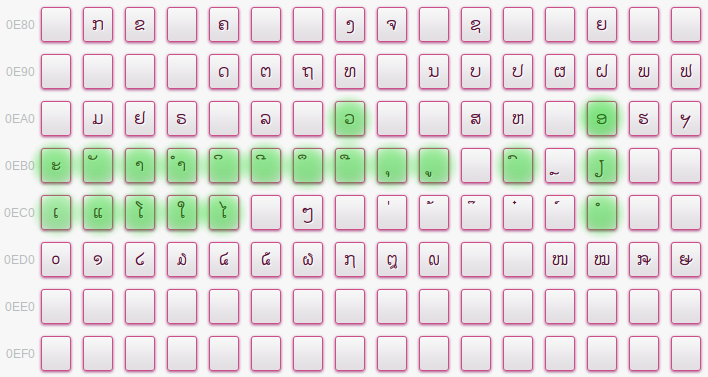 0E80 ກ ຂ ຄ ງ ຈ ຊ ຍ
0E90 ດ ຕ ຖ ທ ນ ບ ປ ຜ ຝ ພ ຟ
0EA0 ມ ຢ ຣ ລ ວ ສ ຫ ອ ຮ ຯ
0EB0 ະ ັ າ ຳ ິ ີ ຶ ື ຸ ູ ົ ຼ ຽ
0EC0 ເ ແ ໂ ໃ ໄ ໆ ່ ້ ໊ ໋ ໌ ໍ
0ED0 ໐ ໑ ໒ ໓ ໔ ໕ ໖ ໗ ໘ ໙ ໜ ໝ ໞ ໟ
0EE0
0EF0